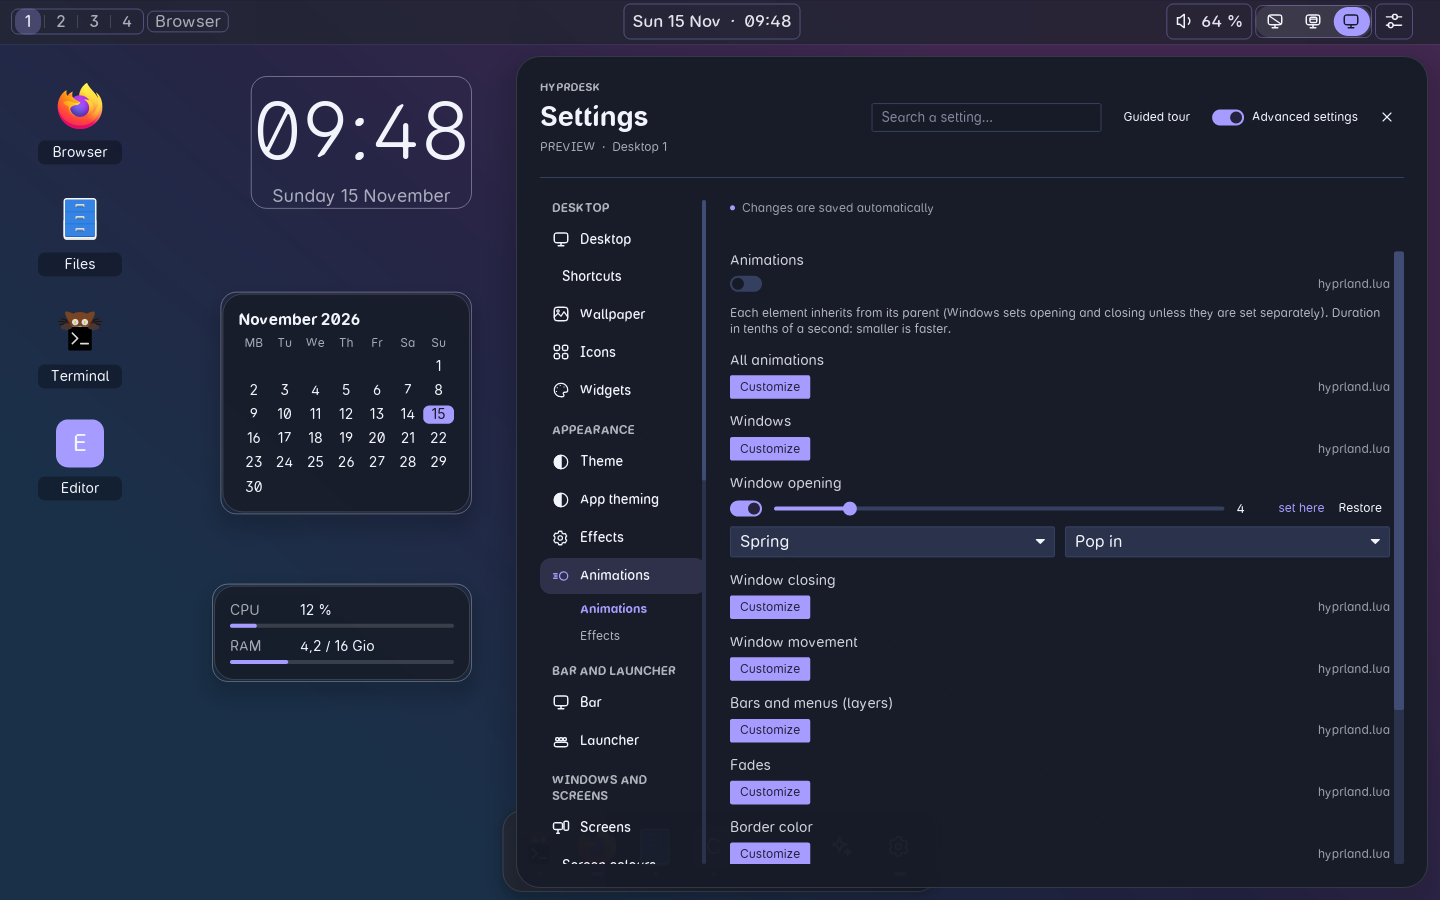 1 2 3 4 Browser
Sun 15 Nov · 09:48
64 %
Browser
Files
Terminal
E
Editor
09:48
Sunday 15 November
November 2026
MB Tu We Th Fr Sa Su
1
2 3 4 5 6 7 8
9 10 11 12 13 14 15
16 17 18 19 20 21 22
23 24 25 26 27 28 29
30
CPU 12 %
RAM 4,2 / 16 Gio
HYPRDESK
Settings
PREVIEW · Desktop 1
Search a setting...
Guided tour
Advanced settings
DESKTOP
Desktop
Shortcuts
Wallpaper
Icons
Widgets
APPEARANCE
Theme
App theming
Effects
Animations
Animations
Effects
BAR AND LAUNCHER
Bar
Launcher
WINDOWS AND
SCREENS
Screens
Screen colours
Changes are saved automatically
Animations
hyprland.lua
Each element inherits from its parent (Windows sets opening and closing unless they are set separately). Duration
in tenths of a second: smaller is faster.
All animations
Customize hyprland.lua
Windows
Customize hyprland.lua
Window opening
4 set here Restore
Spring Pop in
Window closing
Customize hyprland.lua
Window movement
Customize hyprland.lua
Bars and menus (layers)
Customize hyprland.lua
Fades
Customize hyprland.lua
Border color
Customize hyprland.lua